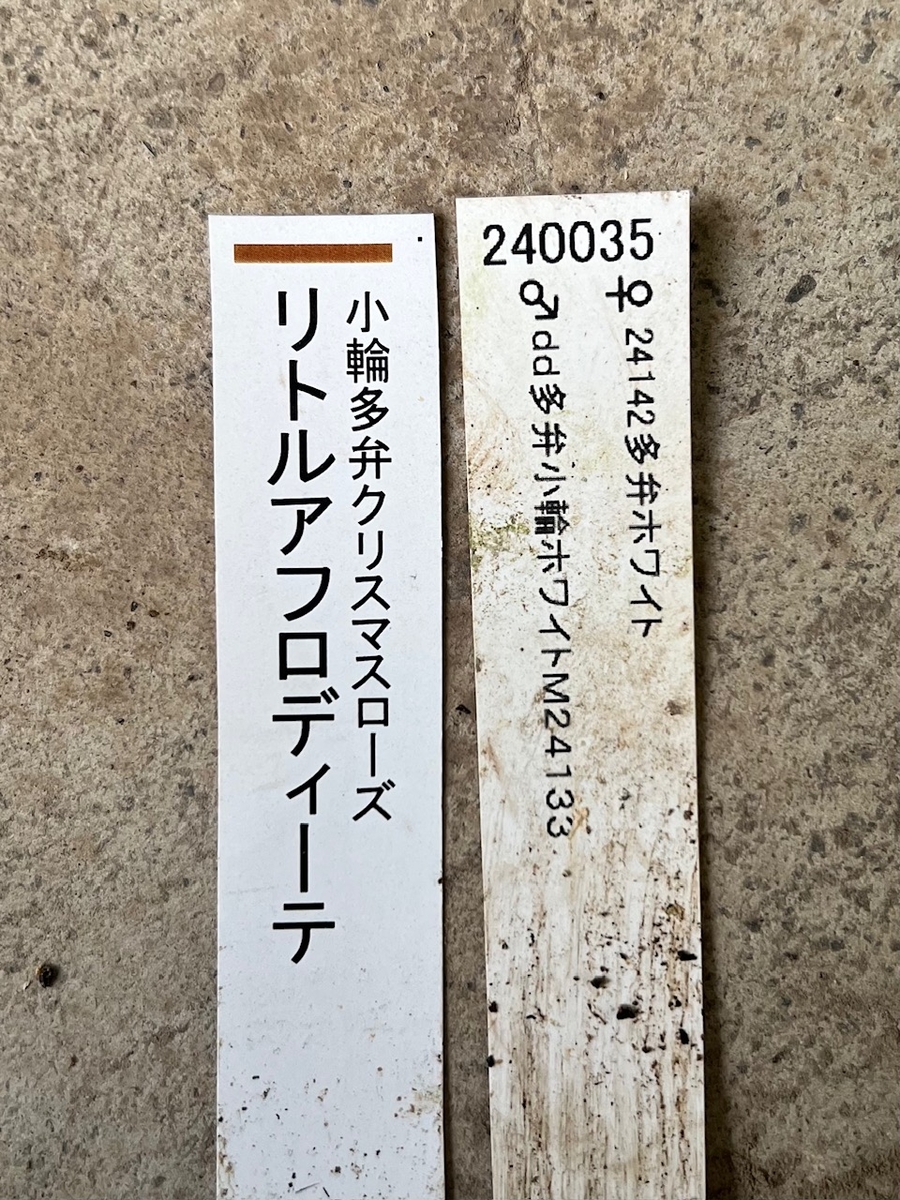 小輪多弁クリスマスローズ
リトルアフロディーテ
240035
♀24142多弁ホワイト
♂dd多弁小輪ホワイトM24133